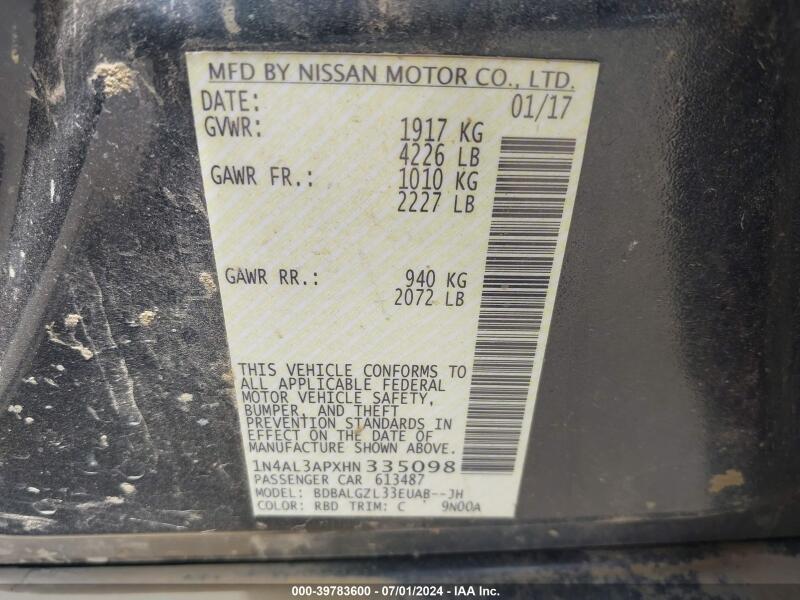 MFD BY NISSAN MOTOR CO., LTD.
DATE: 01/17
GVWR: 1917 KG
4226 LB
GAWR FR.: 1010 KG
2227 LB
GAWR RR.: 940 KG
2072 LB
THIS VEHICLE CONFORMS TO
ALL APPLICABLE FEDERAL
MOTOR VEHICLE SAFETY,
BUMPER, AND THEFT
PREVENTION STANDARDS IN
EFFECT ON THE DATE OF
MANUFACTURE SHOWN ABOVE.
1N4AL3APXHN 335098
PASSENGER CAR 613487
MODEL: BDBALGZL33EUAB--JH
COLOR: RBD TRIM: C 9N00A
000-39783600 - 07/01/2024 - IAA Inc.